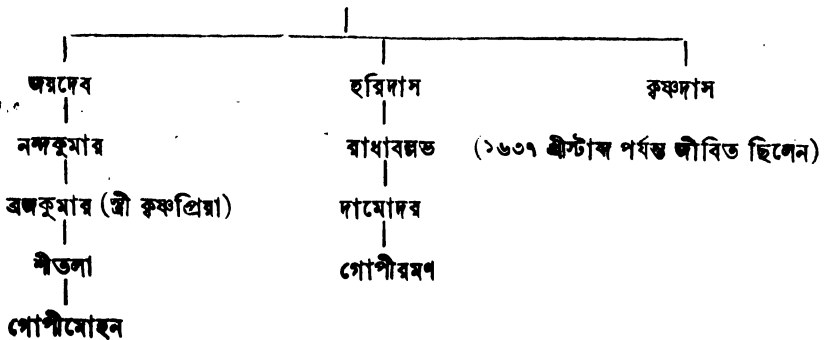 জয়দেব হরিদাস কৃষ্ণদাস
নন্দকুমার রাধাবল্লভ (১৬৩৭ খ্রীস্টাব্দ পর্যন্ত জীবিত ছিলেন)
ব্রজকুমার (স্ত্রী কৃষ্ণপ্রিয়া) দামোদর
শীতলা গোপীরমণ
গোপীমোহন